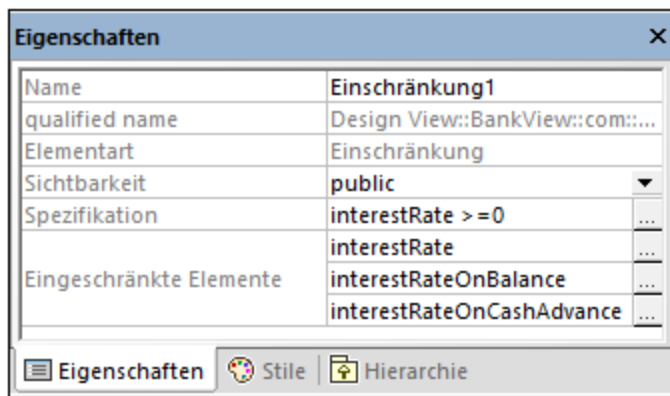 Eigenschaften
Name Einschränkung1
qualified name Design View::BankView::com::...
Elementart Einschränkung
Sichtbarkeit public
Spezifikation interestRate >=0 ...
Eingeschränkte Elemente interestRate ...
interestRateOnBalance ...
interestRateOnCashAdvance ...
Eigenschaften Stile Hierarchie